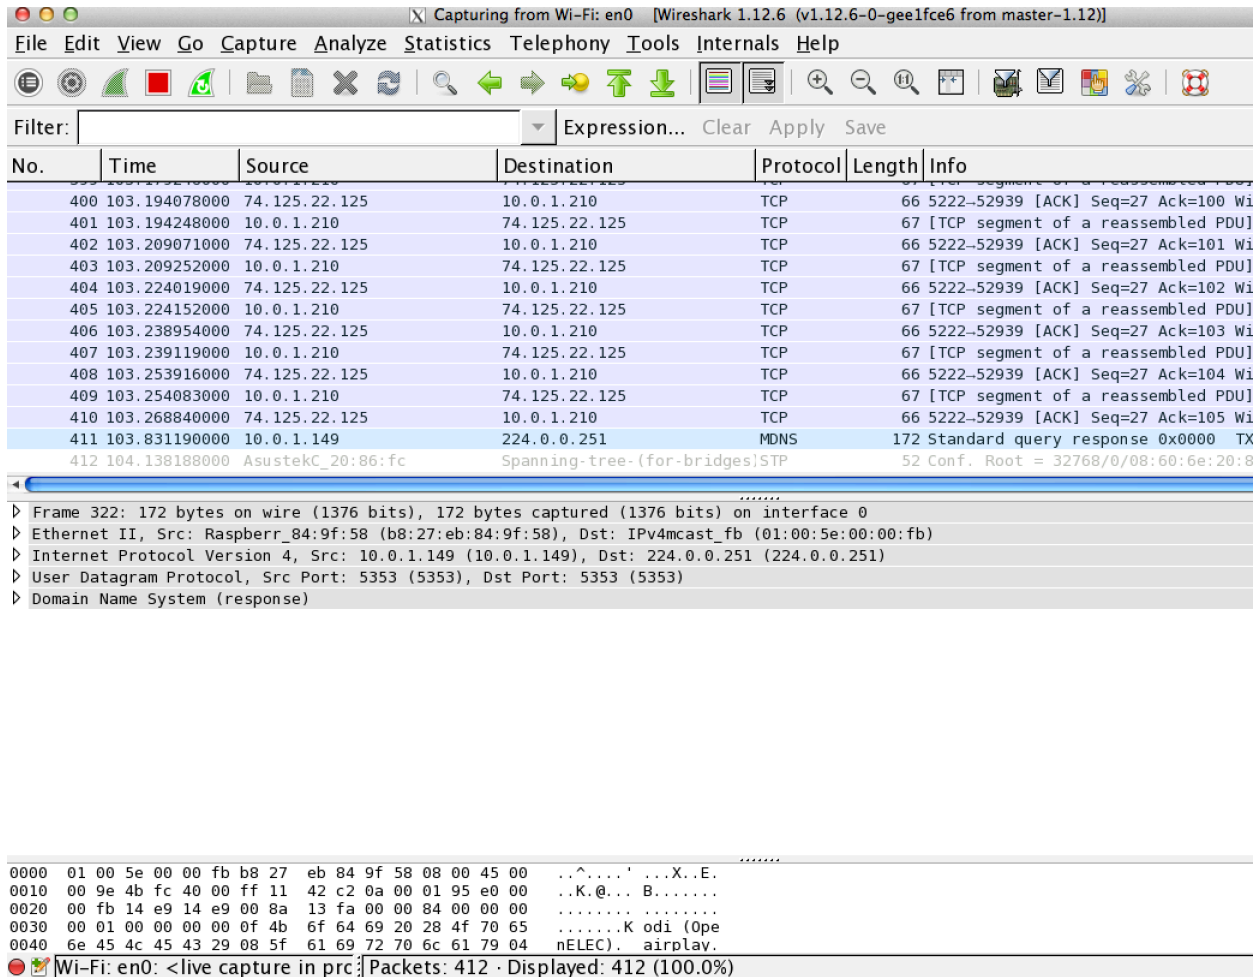 Capturing from Wi-Fi: en0 [Wireshark 1.12.6 (v1.12.6-0-gee1fce6 from master-1.12)]
File Edit View Go Capture Analyze Statistics Telephony Tools Internals Help
Filter: Expression... Clear Apply Save
No. Time Source Destination Protocol Length Info
400 103.194078000 74.125.22.125 10.0.1.210 TCP 66 5222→52939 [ACK] Seq=27 Ack=100 Wi
401 103.194248000 10.0.1.210 74.125.22.125 TCP 67 [TCP segment of a reassembled PDU]
402 103.209071000 74.125.22.125 10.0.1.210 TCP 66 5222→52939 [ACK] Seq=27 Ack=101 Wi
403 103.209252000 10.0.1.210 74.125.22.125 TCP 67 [TCP segment of a reassembled PDU]
404 103.224019000 74.125.22.125 10.0.1.210 TCP 66 5222→52939 [ACK] Seq=27 Ack=102 Wi
405 103.224152000 10.0.1.210 74.125.22.125 TCP 67 [TCP segment of a reassembled PDU]
406 103.238954000 74.125.22.125 10.0.1.210 TCP 66 5222→52939 [ACK] Seq=27 Ack=103 Wi
407 103.239119000 10.0.1.210 74.125.22.125 TCP 67 [TCP segment of a reassembled PDU]
408 103.253916000 74.125.22.125 10.0.1.210 TCP 66 5222→52939 [ACK] Seq=27 Ack=104 Wi
409 103.254083000 10.0.1.210 74.125.22.125 TCP 67 [TCP segment of a reassembled PDU]
410 103.268840000 74.125.22.125 10.0.1.210 TCP 66 5222→52939 [ACK] Seq=27 Ack=105 Wi
411 103.831190000 10.0.1.149 224.0.0.251 MDNS 172 Standard query response 0x0000 TX
412 104.138188000 AsustekC_20:86:fc Spanning-tree-(for-bridges) STP 52 Conf. Root = 32768/0/08:60:6e:20:8
Frame 322: 172 bytes on wire (1376 bits), 172 bytes captured (1376 bits) on interface 0
Ethernet II, Src: Raspberr_84:9f:58 (b8:27:eb:84:9f:58), Dst: IPv4mcast_fb (01:00:5e:00:00:fb)
Internet Protocol Version 4, Src: 10.0.1.149 (10.0.1.149), Dst: 224.0.0.251 (224.0.0.251)
User Datagram Protocol, Src Port: 5353 (5353), Dst Port: 5353 (5353)
Domain Name System (response)
0000 01 00 5e 00 00 fb b8 27 eb 84 9f 58 08 00 45 00 ..^....' ...X..E.
0010 00 9e 4b fc 40 00 ff 11 42 c2 0a 00 01 95 e0 00 ..K.@... B.......
0020 00 fb 14 e9 14 e9 00 8a 13 fa 00 00 84 00 00 00 ........ ........
0030 00 01 00 00 00 00 0f 4b 6f 64 69 20 28 4f 70 65 .......K odi (Ope
0040 6e 45 4c 45 43 29 08 5f 61 69 72 70 6c 61 79 04 nELEC). airplay.
Wi-Fi: en0: <live capture in prc Packets: 412 · Displayed: 412 (100.0%)